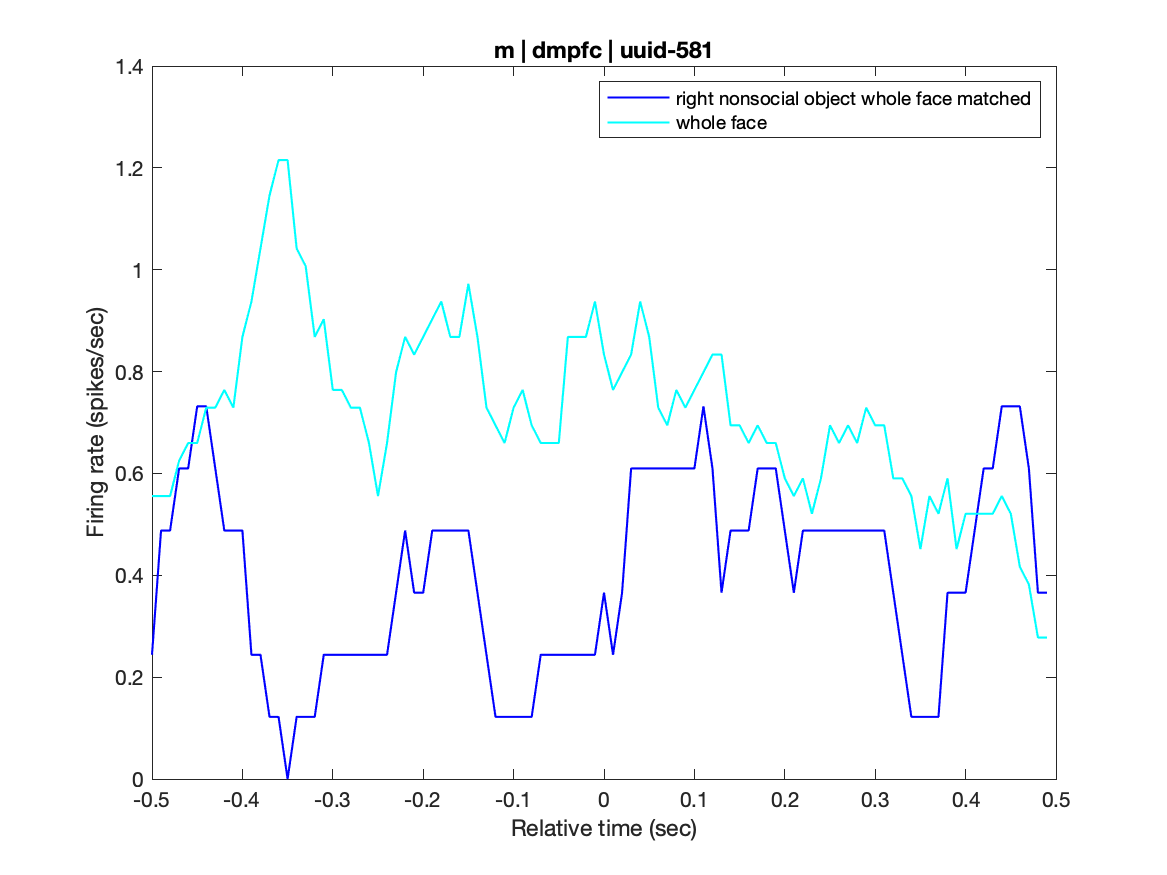 m | dmpfc | uuid-581
right nonsocial object whole face matched
whole face
Firing rate (spikes/sec)
1.4
1.2
1
0.8
0.6
0.4
0.2
0
-0.5 -0.4 -0.3 -0.2 -0.1 0 0.1 0.2 0.3 0.4 0.5
Relative time (sec)